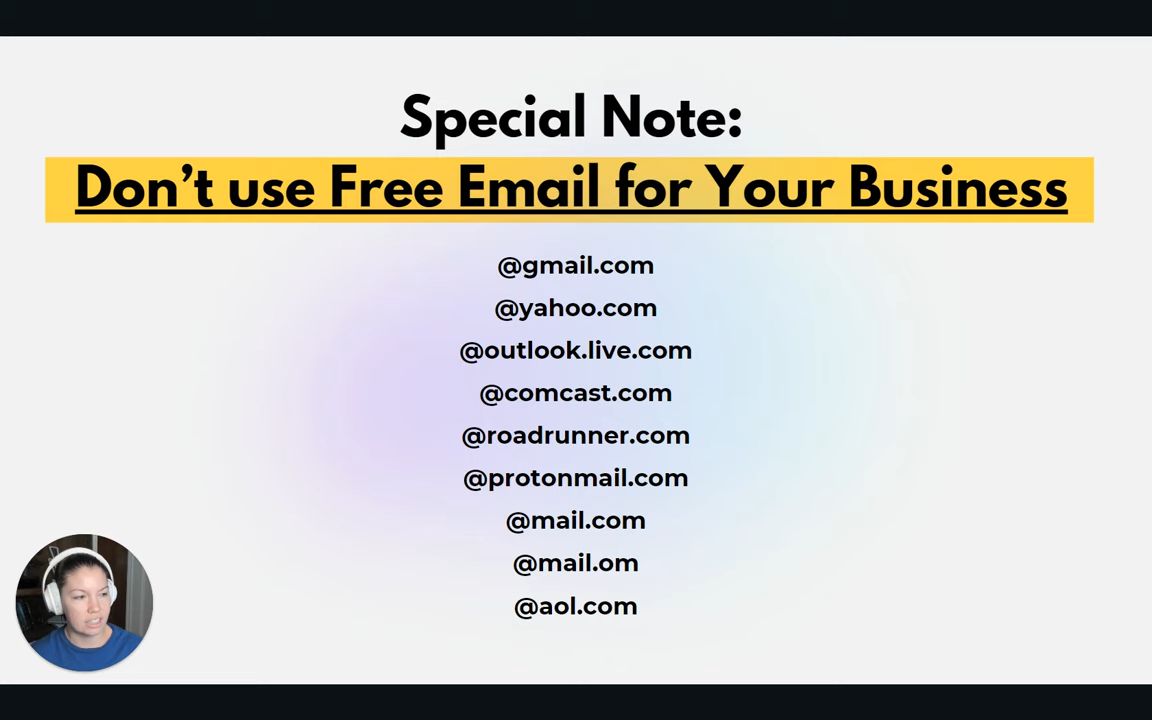 Special Note:
Don’t use Free Email for Your Business
@gmail.com
@yahoo.com
@outlook.live.com
@comcast.com
@roadrunner.com
@protonmail.com
@mail.com
@mail.om
@aol.com